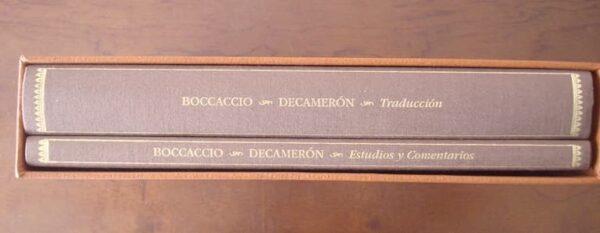 BOCCACCIO DECAMERÓN Traducción
BOCCACCIO DECAMERÓN Estudios y Comentarios